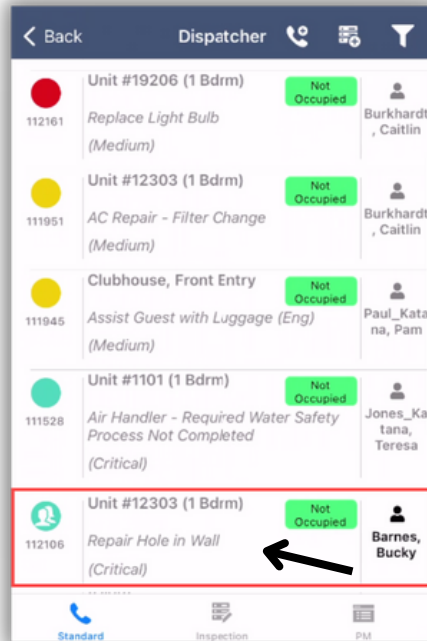 Back Dispatcher
Unit #19206 (1 Bdrm)
Not
Occupied
112161
Replace Light Bulb
(Medium)
Burkhardt
, Caitlin
Unit #12303 (1 Bdrm)
Not
Occupied
111951
AC Repair - Filter Change
(Medium)
Burkhardt
, Caitlin
Clubhouse, Front Entry
Not
Occupied
111945
Assist Guest with Luggage (Eng)
(Medium)
Paul_Kata
na, Pam
Unit #1101 (1 Bdrm)
Not
Occupied
111528
Air Handler - Required Water Safety
Process Not Completed
(Critical)
Jones_Ka
tana,
Teresa
Unit #12303 (1 Bdrm)
Not
Occupied
112106
Repair Hole in Wall
(Critical)
Barnes,
Bucky
Standard Inspection PM